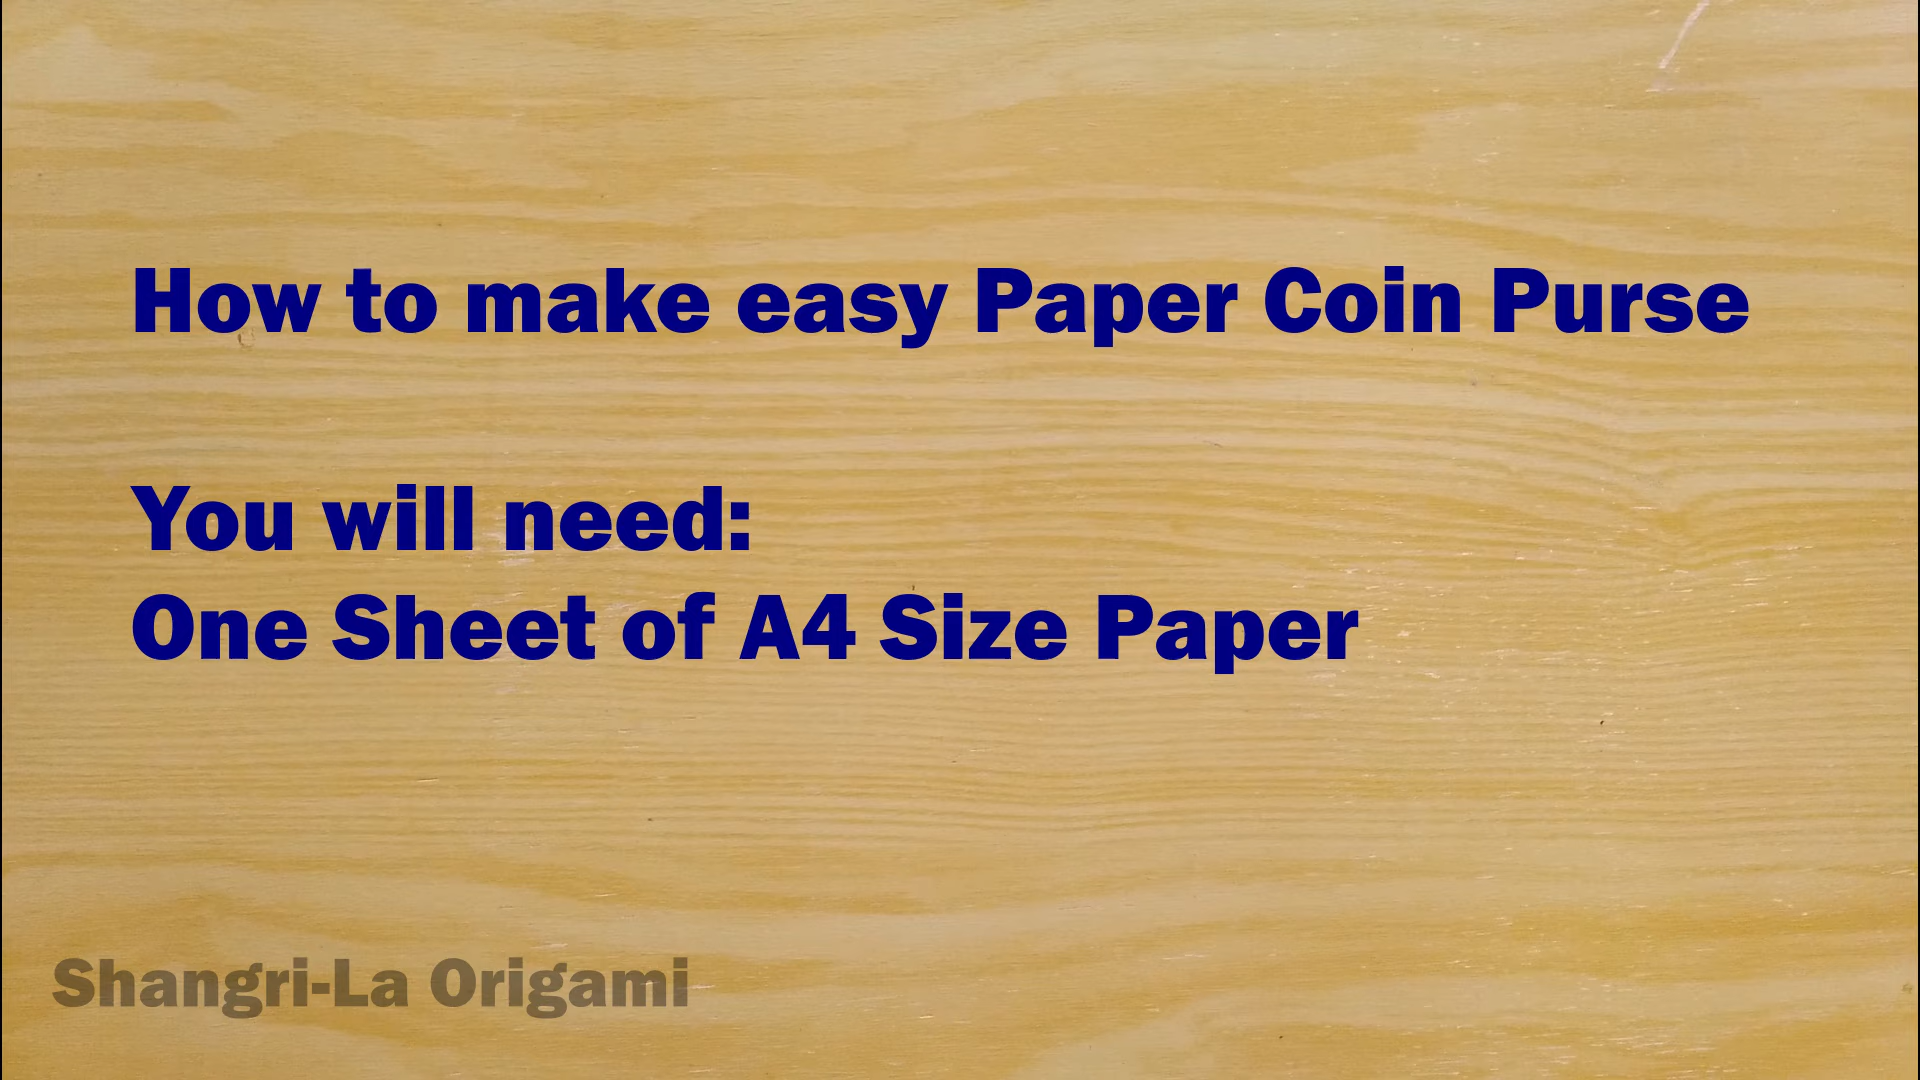 How to make easy Paper Coin Purse
You will need:
One Sheet of A4 Size Paper
Shangri-La Origami